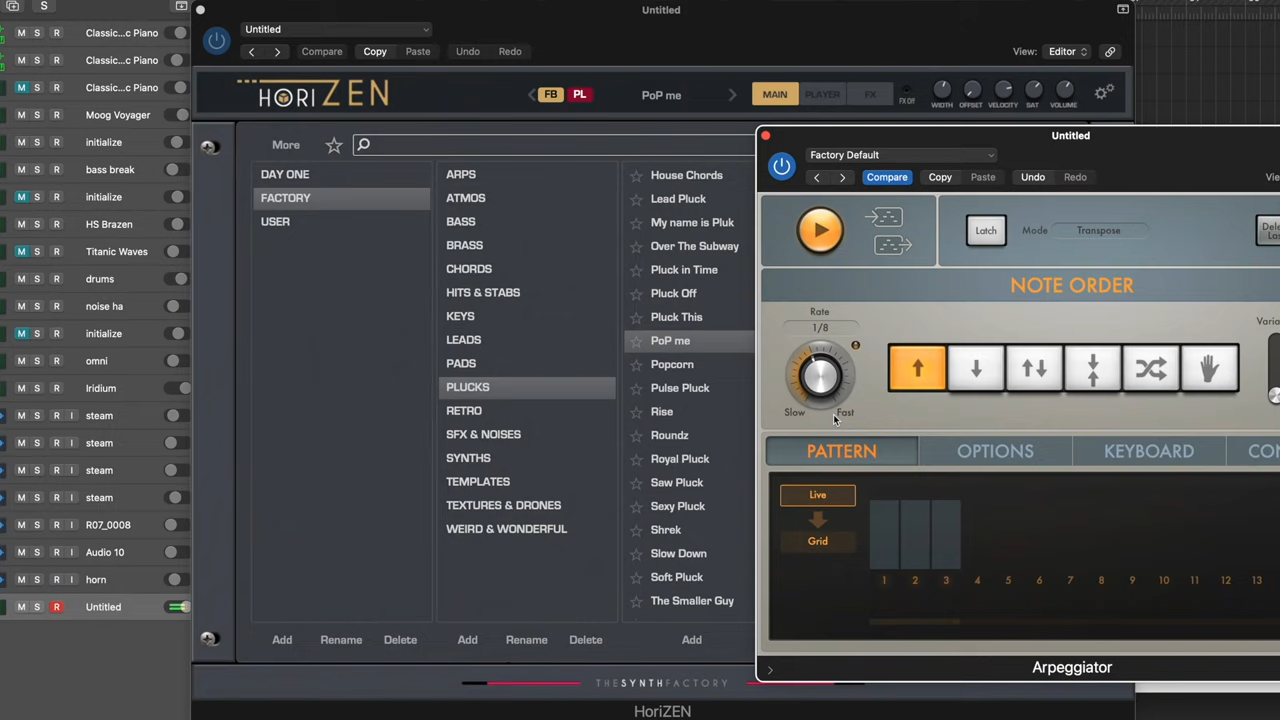 S
M S R Classic...c Piano
M S R Classic...c Piano
M S R Classic...c Piano
M S R Moog Voyager
M S R initialize
M S R bass break
M S R initialize
M S R HS Brazen
M S R Titanic Waves
M S R drums
M S R noise ha
M S R initialize
M S R omni
M S R Iridium
M S R I steam
M S R I steam
M S R I steam
M S R I steam
M S R I R07_0008
M S R I Audio 10
M S R I horn
M S R Untitled
Untitled
Untitled
Compare Copy Paste Undo Redo
View: Editor
HORIZEN
FB PL PoP me
MAIN PLAYER FX
FX Off
WIDTH OFFSET VELOCITY SAT VOLUME
More
DAY ONE
FACTORY
USER
ARPS
ATMOS
BASS
BRASS
CHORDS
HITS & STABS
KEYS
LEADS
PADS
PLUCKS
RETRO
SFX & NOISES
SYNTHS
TEMPLATES
TEXTURES & DRONES
WEIRD & WONDERFUL
House Chords
Lead Pluck
My name is Pluk
Over The Subway
Pluck in Time
Pluck Off
Pluck This
PoP me
Popcorn
Pulse Pluck
Rise
Roundz
Royal Pluck
Saw Pluck
Sexy Pluck
Shrek
Slow Down
Soft Pluck
The Smaller Guy
Add Rename Delete
Add Rename Delete
Add
THESYNTHFACTORY
HoriZEN
Untitled
Factory Default
Compare Copy Paste Undo Redo
Vie
Latch Mode Transpose
Dele
Las
NOTE ORDER
Rate
1/8
Slow Fast
Varia
PATTERN OPTIONS KEYBOARD CON
Live
Grid
1 2 3 4 5 6 7 8 9 10 11 12 13
Arpeggiator